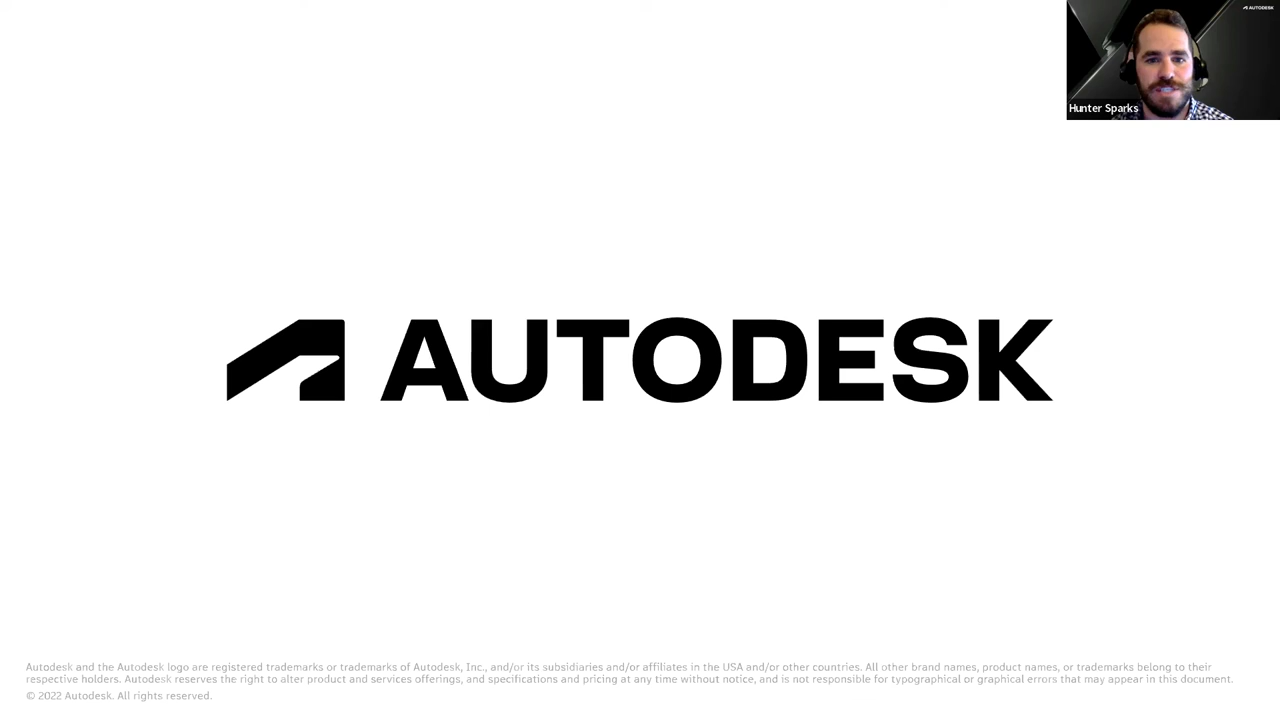 AUTODESK
Hunter Sparks
AUTODESK
Autodesk and the Autodesk logo are registered trademarks or trademarks of Autodesk, Inc., and/or its subsidiaries and/or affiliates in the USA and/or other countries. All other brand names, product names, or trademarks belong to their
respective holders. Autodesk reserves the right to alter product and services offerings, and specifications and pricing at any time without notice, and is not responsible for typographical or graphical errors that may appear in this document.
© 2022 Autodesk. All rights reserved.